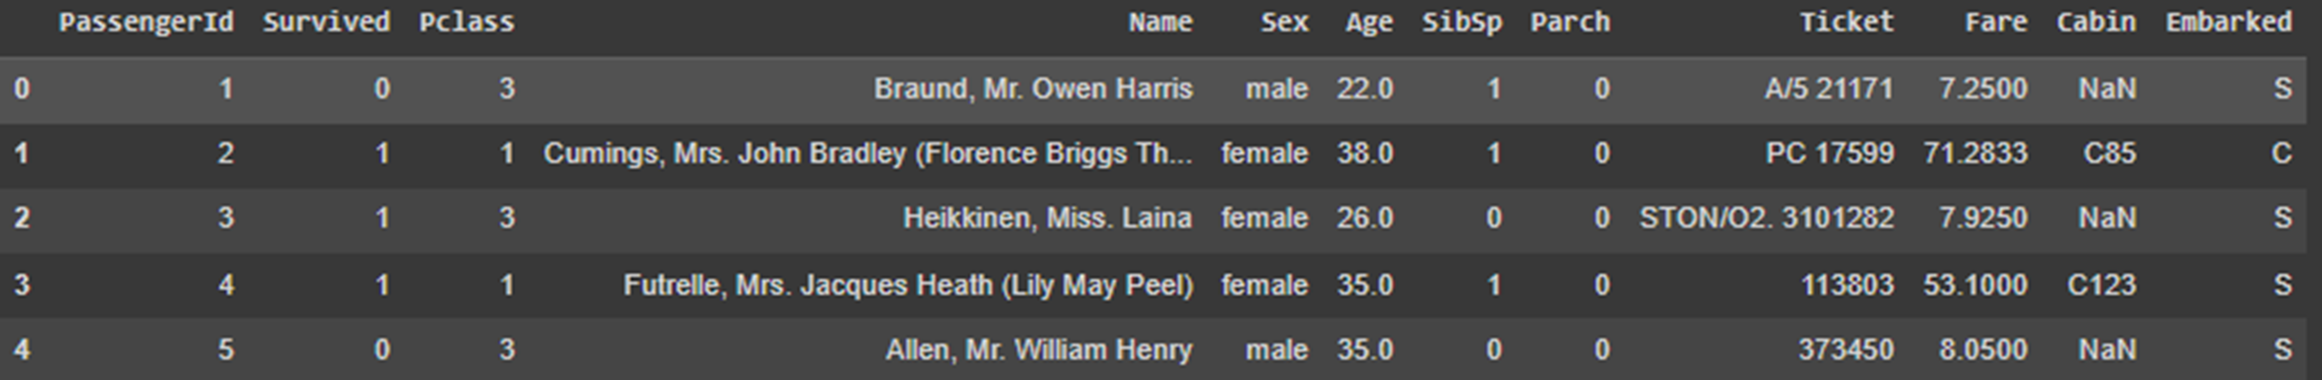 PassengerId Survived Pclass Name Sex Age SibSp Parch Ticket Fare Cabin Embarked
0 1 0 3 Braund, Mr. Owen Harris male 22.0 1 0 A/5 21171 7.2500 NaN S
1 2 1 1 Cumings, Mrs. John Bradley (Florence Briggs Th... female 38.0 1 0 PC 17599 71.2833 C85 C
2 3 1 3 Heikkinen, Miss. Laina female 26.0 0 0 STON/O2. 3101282 7.9250 NaN S
3 4 1 1 Futrelle, Mrs. Jacques Heath (Lily May Peel) female 35.0 1 0 113803 53.1000 C123 S
4 5 0 3 Allen, Mr. William Henry male 35.0 0 0 373450 8.0500 NaN S